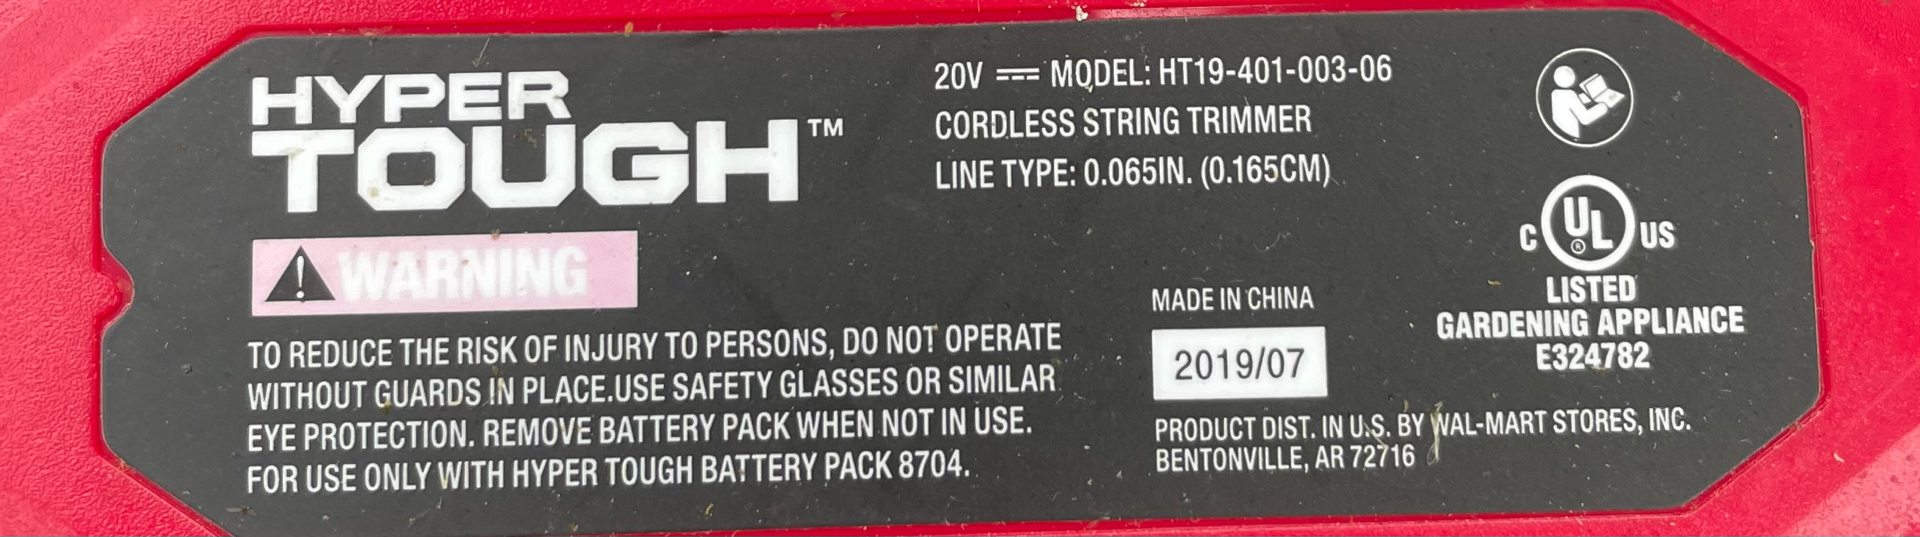 HYPER
TOUGH™
WARNING
TO REDUCE THE RISK OF INJURY TO PERSONS, DO NOT OPERATE
WITHOUT GUARDS IN PLACE.USE SAFETY GLASSES OR SIMILAR
EYE PROTECTION. REMOVE BATTERY PACK WHEN NOT IN USE.
FOR USE ONLY WITH HYPER TOUGH BATTERY PACK 8704.
20V ⎓ MODEL: HT19-401-003-06
CORDLESS STRING TRIMMER
LINE TYPE: 0.065IN. (0.165CM)
MADE IN CHINA
2019/07
PRODUCT DIST. IN U.S. BY WAL-MART STORES, INC.
BENTONVILLE, AR 72716
C UL® US
LISTED
GARDENING APPLIANCE
E324782